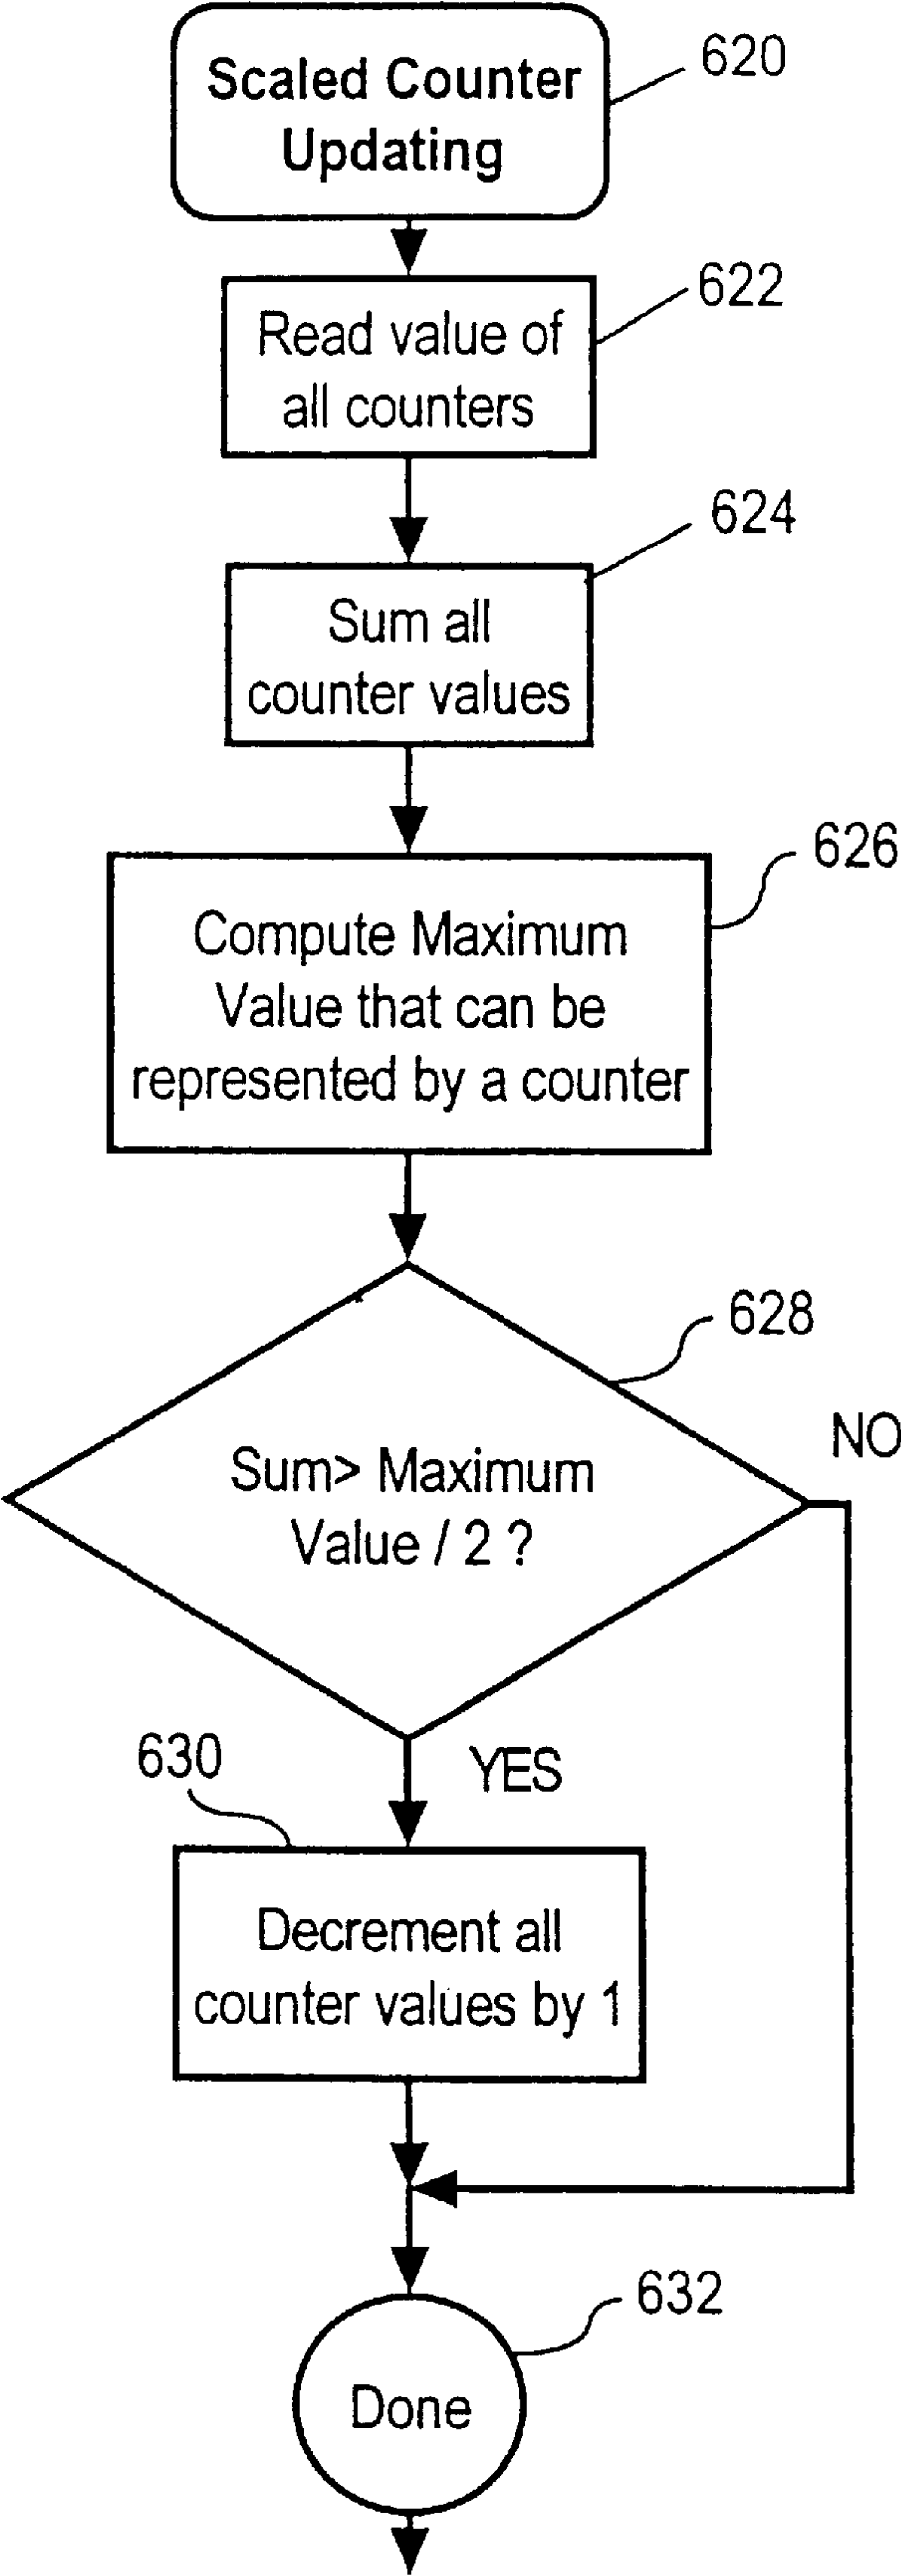 Scaled Counter
Updating
620
Read value of
all counters
622
Sum all
counter values
624
Compute Maximum
Value that can be
represented by a counter
626
Sum> Maximum
Value / 2 ?
628
NO
YES
630
Decrement all
counter values by 1
Done
632